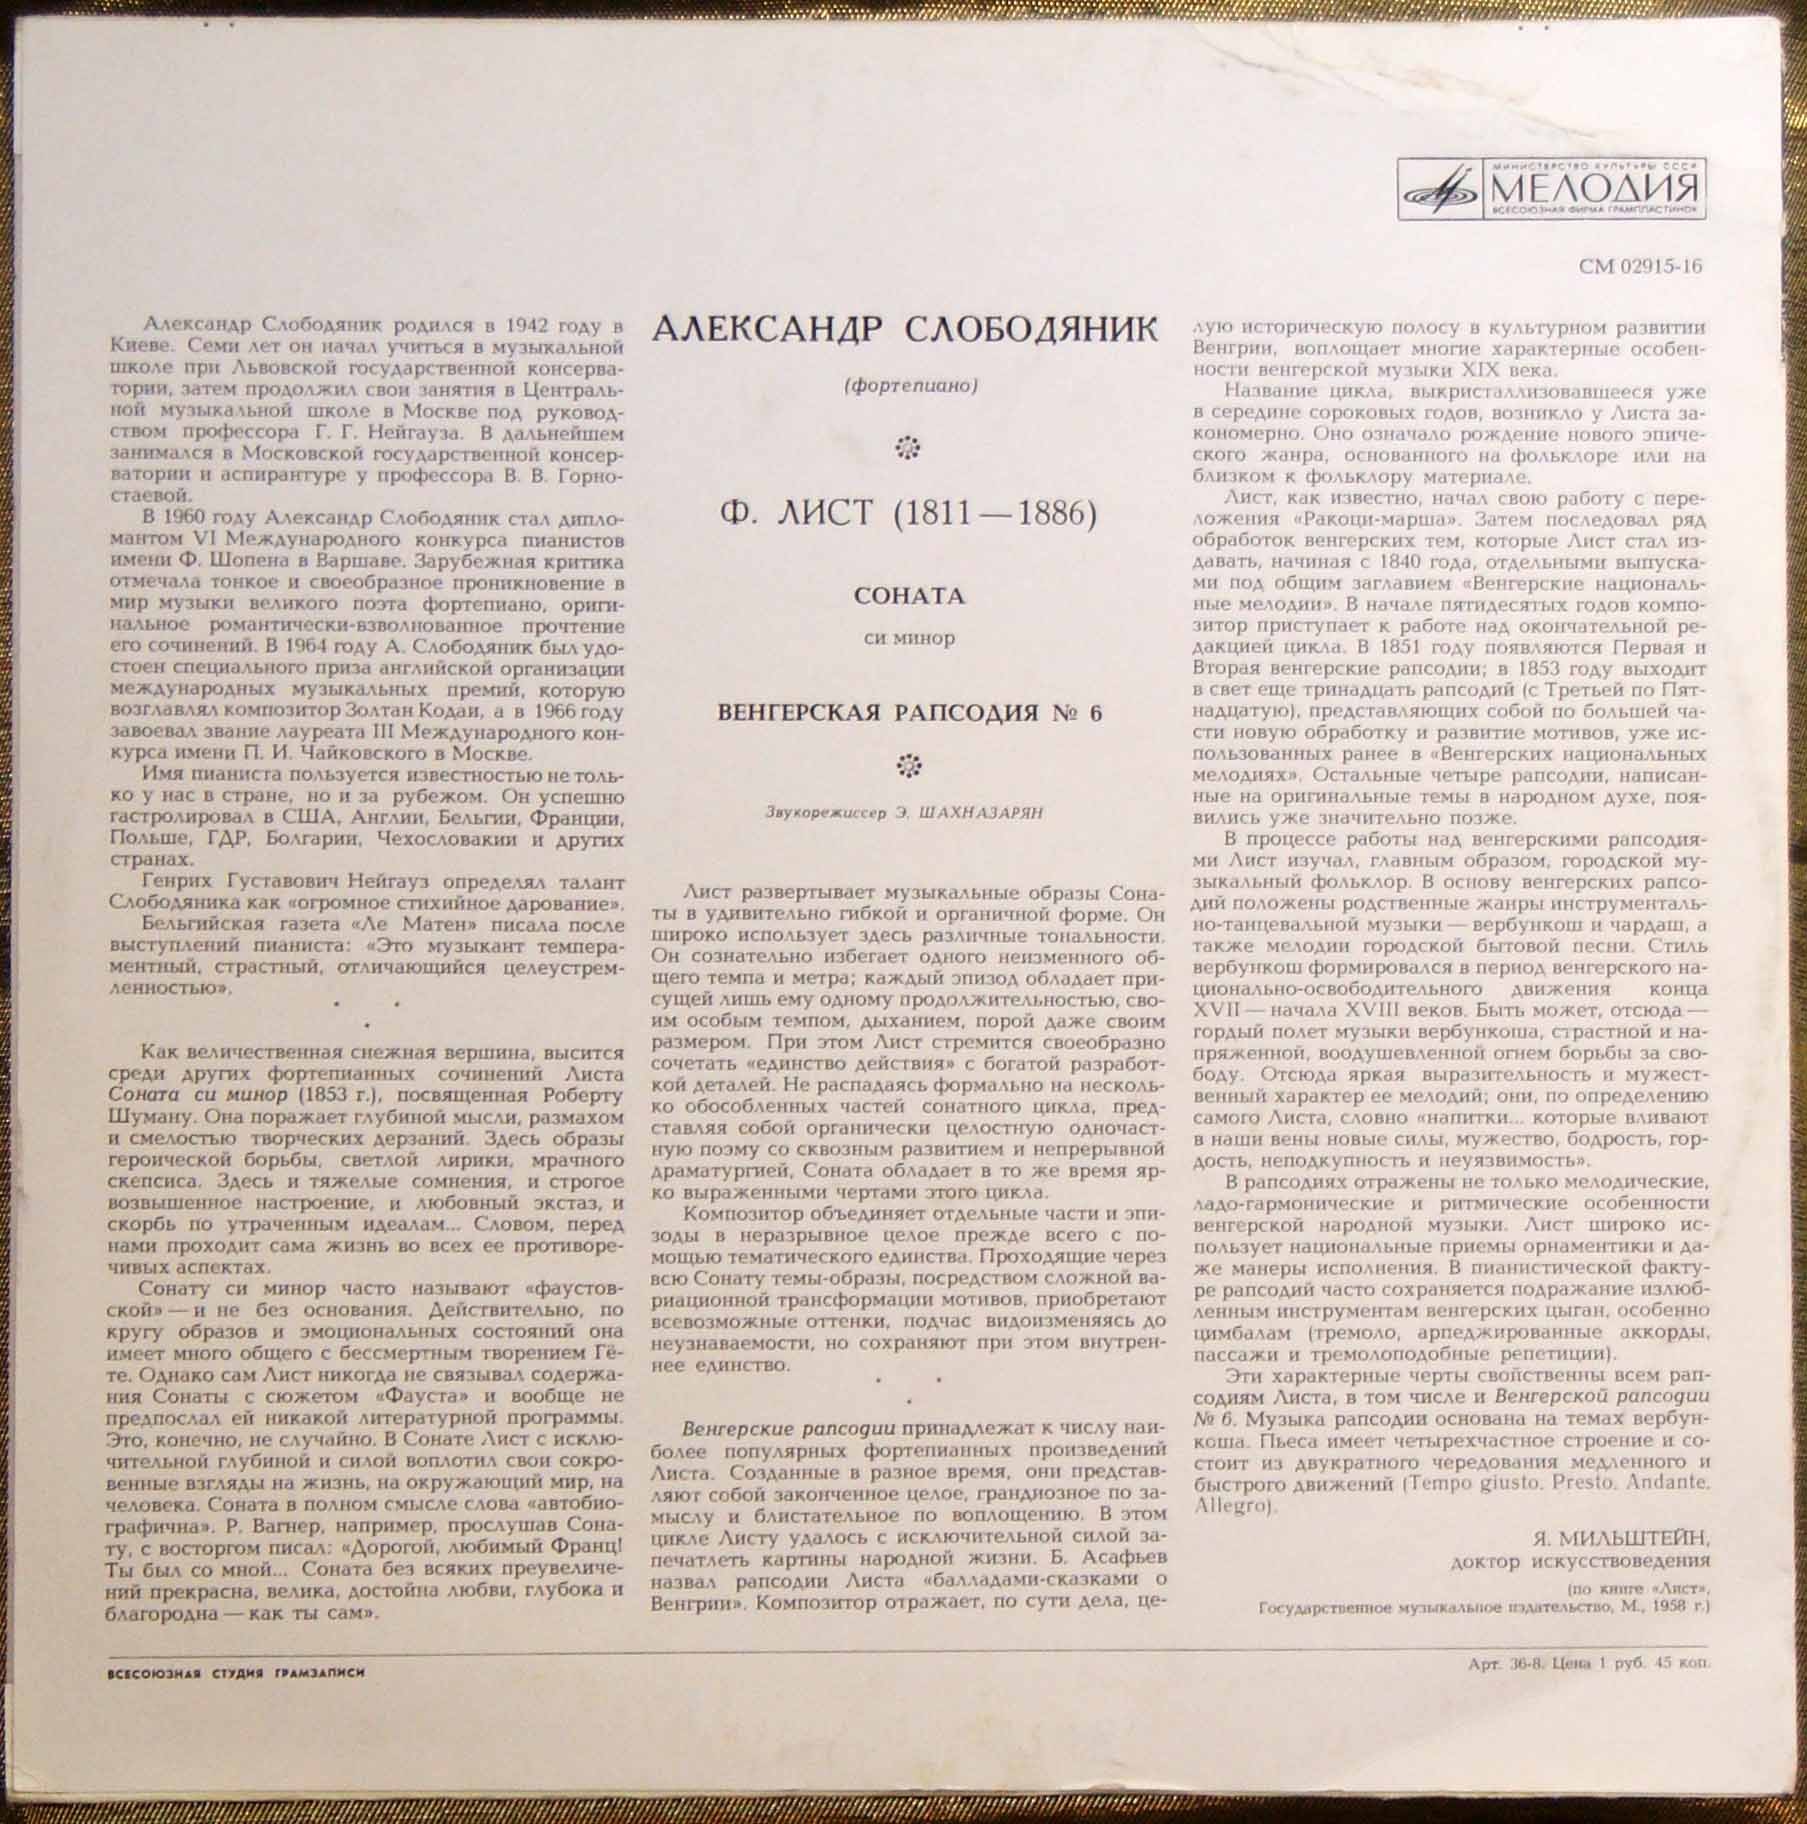 МИНИСТЕРСТВО КУЛЬТУРЫ СССР
МЕЛОДИЯ
ВСЕСОЮЗНАЯ ФИРМА ГРАМПЛАСТИНОК
СМ 02915-16
Александр Слободяник родился в 1942 году в
Киеве. Семи лет он начал учиться в музыкальной
школе при Львовской государственной консерва-
тории, затем продолжил свои занятия в Централь-
ной музыкальной школе в Москве под руковод-
ством профессора Г. Г. Нейгауза. В дальнейшем
занимался в Московской государственной консер-
ватории и аспирантуре у профессора В. В. Горно-
стаевой.
В 1960 году Александр Слободяник стал дипло-
мантом VI Международного конкурса пианистов
имени Ф. Шопена в Варшаве. Зарубежная критика
отмечала тонкое и своеобразное проникновение в
мир музыки великого поэта фортепиано, ориги-
нальное романтически-взволнованное прочтение
его сочинений. В 1964 году А. Слободяник был удо-
стоен специального приза английской организации
международных музыкальных премий, которую
возглавлял композитор Золтан Кодаи, а в 1966 году
завоевал звание лауреата III Международного кон-
курса имени П. И. Чайковского в Москве.
Имя пианиста пользуется известностью не толь-
ко у нас в стране, но и за рубежом. Он успешно
гастролировал в США, Англии, Бельгии, Франции,
Польше, ГДР, Болгарии, Чехословакии и других
странах.
Генрих Густавович Нейгауз определял талант
Слободяника как «огромное стихийное дарование».
Бельгийская газета «Ле Матен» писала после
выступлений пианиста: «Это музыкант темпера-
ментный, страстный, отличающийся целеустрем-
ленностью».
Как величественная снежная вершина, высится
среди других фортепианных сочинений Листа
Соната си минор (1853 г.), посвященная Роберту
Шуману. Она поражает глубиной мысли, размахом
и смелостью творческих дерзаний. Здесь образы
героической борьбы, светлой лирики, мрачного
скепсиса. Здесь и тяжелые сомнения, и строгое
возвышенное настроение, и любовный экстаз, и
скорбь по утраченным идеалам... Словом, перед
нами проходит сама жизнь во всех ее противоре-
чивых аспектах.
Сонату си минор часто называют «фаустов-
ской» — и не без основания. Действительно, по
кругу образов и эмоциональных состояний она
имеет много общего с бессмертным творением Гё-
те. Однако сам Лист никогда не связывал содержа-
ния Сонаты с сюжетом «Фауста» и вообще не
предпослал ей никакой литературной программы.
Это, конечно, не случайно. В Сонате Лист с исклю-
чительной глубиной и силой воплотил свои сокро-
венные взгляды на жизнь, на окружающий мир, на
человека. Соната в полном смысле слова «автобио-
графична». Р. Вагнер, например, прослушав Сона-
ту, с восторгом писал: «Дорогой, любимый Франц!
Ты был со мной... Соната без всяких преувеличе-
ний прекрасна, велика, достойна любви, глубока и
благородна — как ты сам».
АЛЕКСАНДР СЛОБОДЯНИК
(фортепиано)
Ф. ЛИСТ (1811—1886)
СОНАТА
СИ МИНОР
ВЕНГЕРСКАЯ РАПСОДИЯ № 6
Звукорежиссер Э. ШАХНАЗАРЯН
Лист развертывает музыкальные образы Сона-
ты в удивительно гибкой и органичной форме. Он
широко использует здесь различные тональности.
Он сознательно избегает одного неизменного об-
щего темпа и метра; каждый эпизод обладает при-
сущей лишь ему одному продолжительностью, сво-
им особым темпом, дыханием, порой даже своим
размером. При этом Лист стремится своеобразно
сочетать «единство действия» с богатой разработ-
кой деталей. Не распадаясь формально на несколь-
ко обособленных частей сонатного цикла, пред-
ставляя собой органически целостную одночаст-
ную поэму со сквозным развитием и непрерывной
драматургией, Соната обладает в то же время яр-
ко выраженными чертами этого цикла.
Композитор объединяет отдельные части и эпи-
зоды в неразрывное целое прежде всего с по-
мощью тематического единства. Проходящие через
всю Сонату темы-образы, посредством сложной ва-
риационной трансформации мотивов, приобретают
всевозможные оттенки, подчас видоизменяясь до
неузнаваемости, но сохраняют при этом внутрен-
нее единство.
Венгерские рапсодии принадлежат к числу наи-
более популярных фортепианных произведений
Листа. Созданные в разное время, они представ-
ляют собой законченное целое, грандиозное по за-
мыслу и блистательное по воплощению. В этом
цикле Листу удалось с исключительной силой за-
печатлеть картины народной жизни. Б. Асафьев
назвал рапсодии Листа «балладами-сказками о
Венгрии». Композитор отражает, по сути дела, це-
лую историческую полосу в культурном развитии
Венгрии, воплощает многие характерные особен-
ности венгерской музыки XIX века.
Название цикла, выкристаллизовавшееся уже
в середине сороковых годов, возникло у Листа за-
кономерно. Оно означало рождение нового эпиче-
ского жанра, основанного на фольклоре или на
близком к фольклору материале.
Лист, как известно, начал свою работу с пере-
ложения «Ракоци-марша». Затем последовал ряд
обработок венгерских тем, которые Лист стал из-
давать, начиная с 1840 года, отдельными выпуска-
ми под общим заглавием «Венгерские националь-
ные мелодии». В начале пятидесятых годов компо-
зитор приступает к работе над окончательной ре-
дакцией цикла. В 1851 году появляются Первая и
Вторая венгерские рапсодии; в 1853 году выходит
в свет еще тринадцать рапсодий (с Третьей по Пят-
надцатую), представляющих собой по большей ча-
сти новую обработку и развитие мотивов, уже ис-
пользованных ранее в «Венгерских национальных
мелодиях». Остальные четыре рапсодии, написан-
ные на оригинальные темы в народном духе, поя-
вились уже значительно позже.
В процессе работы над венгерскими рапсодия-
ми Лист изучал, главным образом, городской му-
зыкальный фольклор. В основу венгерских рапсо-
дий положены родственные жанры инструменталь-
но-танцевальной музыки — вербункош и чардаш, а
также мелодии городской бытовой песни. Стиль
вербункош формировался в период венгерского на-
ционально-освободительного движения конца
XVII — начала XVIII веков. Быть может, отсюда —
гордый полет музыки вербункоша, страстной и на-
пряженной, воодушевленной огнем борьбы за сво-
боду. Отсюда яркая выразительность и мужест-
венный характер ее мелодий; они, по определению
самого Листа, словно «напитки... которые вливают
в наши вены новые силы, мужество, бодрость, гор-
дость, неподкупность и неуязвимость».
В рапсодиях отражены не только мелодические,
ладо-гармонические и ритмические особенности
венгерской народной музыки. Лист широко ис-
пользует национальные приемы орнаментики и да-
же манеры исполнения. В пианистической факту-
ре рапсодий часто сохраняется подражание излюб-
ленным инструментам венгерских цыган, особенно
цимбалам (тремоло, арпеджированные аккорды,
пассажи и тремолоподобные репетиции).
Эти характерные черты свойственны всем рап-
содиям Листа, в том числе и Венгерской рапсодии
№ 6. Музыка рапсодии основана на темах вербун-
коша. Пьеса имеет четырехчастное строение и со-
стоит из двукратного чередования медленного и
быстрого движений (Tempo giusto. Presto. Andante.
Allegro).
Я. МИЛЬШТЕЙН,
доктор искусствоведения
(по книге «Лист»,
Государственное музыкальное издательство, М., 1958 г.)
ВСЕСОЮЗНАЯ СТУДИЯ ГРАМЗАПИСИ
Арт. 36-8. Цена 1 руб. 45 коп.